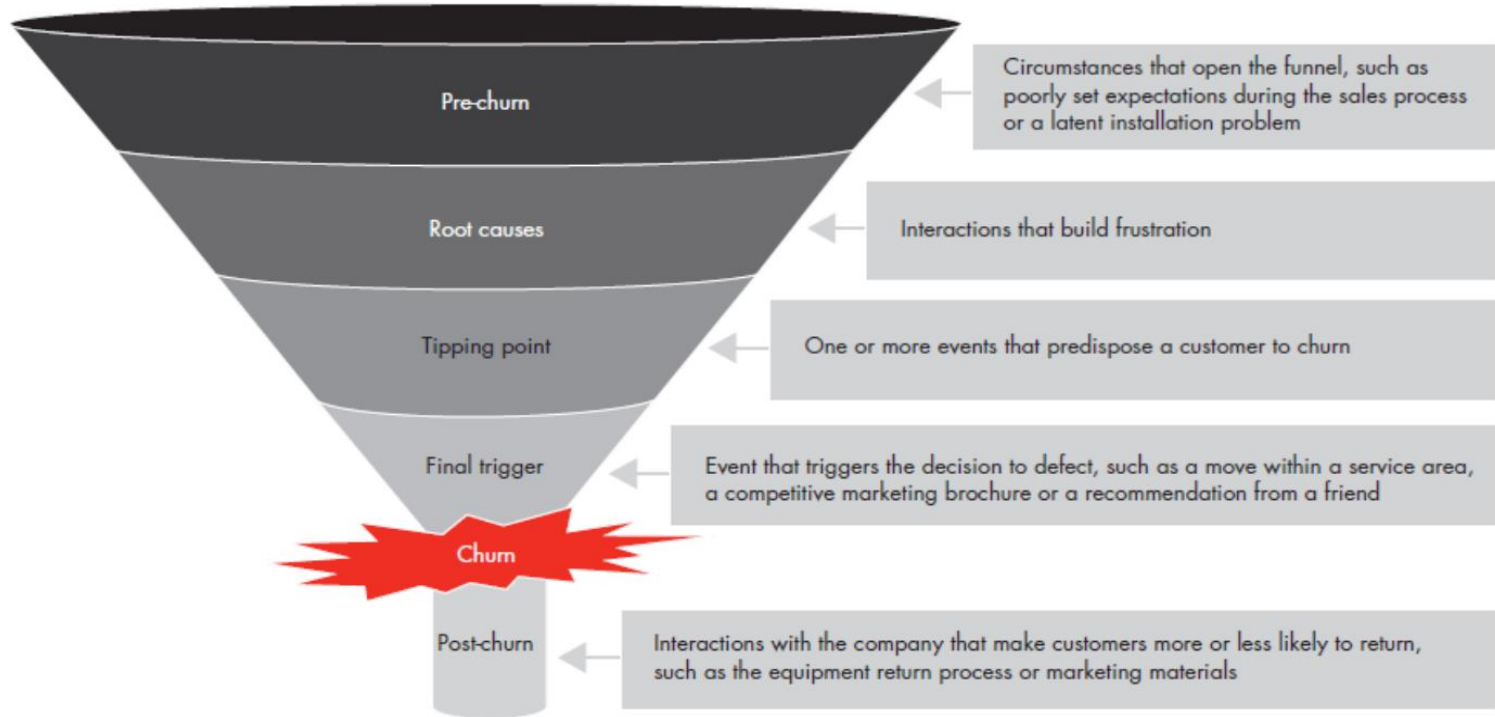 Pre-churn
Circumstances that open the funnel, such as
poorly set expectations during the sales process
or a latent installation problem
Root causes
Interactions that build frustration
Tipping point
One or more events that predispose a customer to churn
Final trigger
Event that triggers the decision to defect, such as a move within a service area,
a competitive marketing brochure or a recommendation from a friend
Churn
Post-churn
Interactions with the company that make customers more or less likely to return,
such as the equipment return process or marketing materials